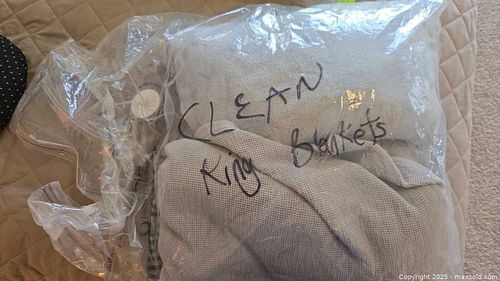 CLEAN
King Blankets
Copyright © 2025 - maxsold.com